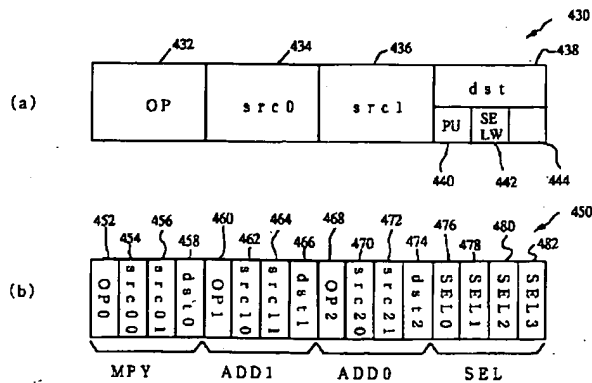 430
432 434 436 438
(a) OP src0 src1 dst
PU SELW
440 442 444
452 456 460 464 468 472 476 480 450
454 458 462 466 470 474 478 482
(b) OP0 src00 src01 dst0 OP1 src10 src11 dst1 OP2 src20 src21 dst2 SEL0 SEL1 SEL2 SEL3
MPY ADD1 ADD0 SEL